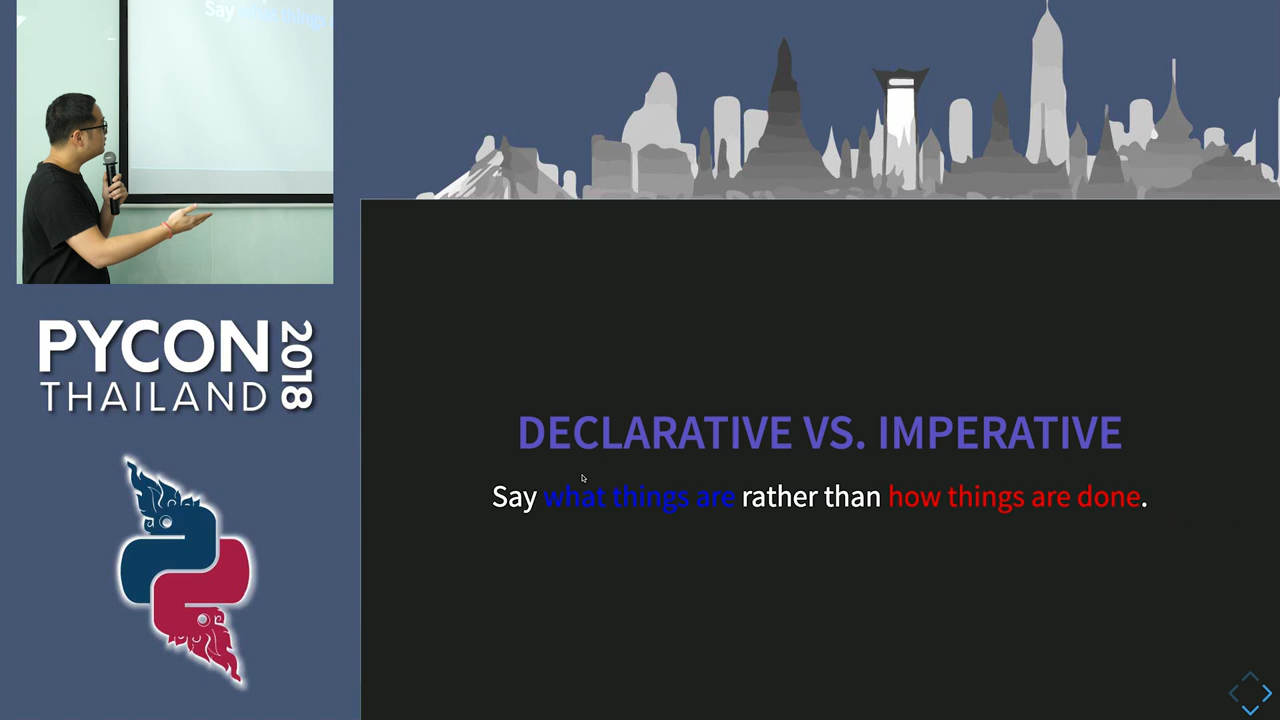 Say what things
PYCON
THAILAND
2018
DECLARATIVE VS. IMPERATIVE
Say what things are rather than how things are done.